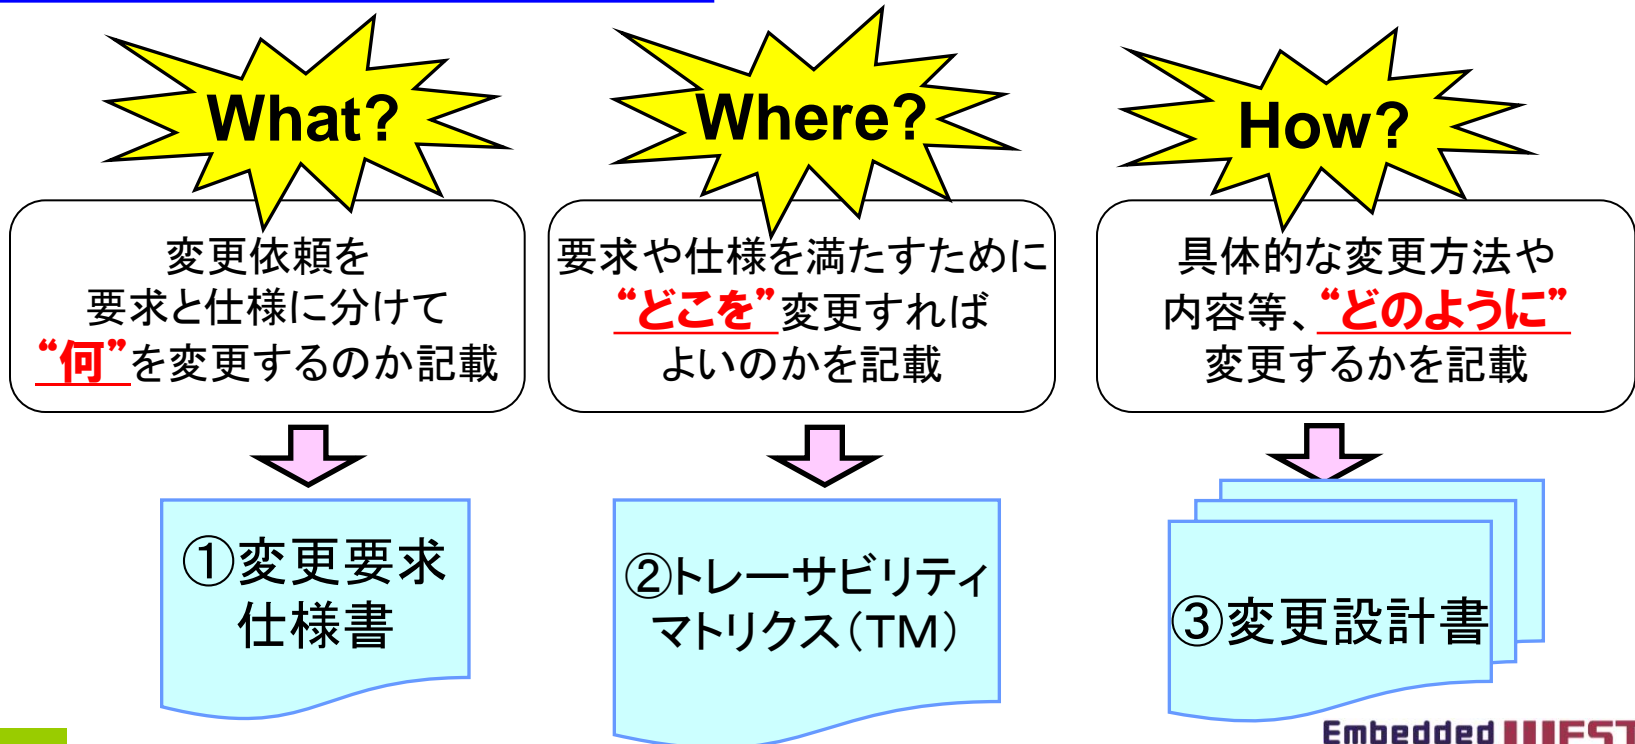 What?
変更依頼を
要求と仕様に分けて
“何”を変更するのか記載
①変更要求
仕様書
Where?
要求や仕様を満たすために
“どこを”変更すれば
よいのかを記載
②トレーサビリティ
マトリクス(TM)
How?
具体的な変更方法や
内容等、“どのように”
変更するかを記載
③変更設計書
Embedded WEST